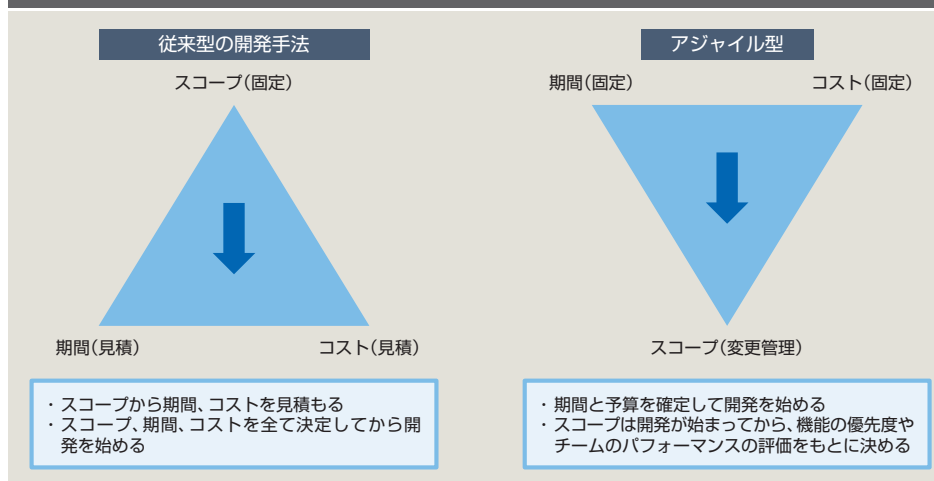 従来型の開発手法
スコープ(固定)
期間(見積)
コスト(見積)
・スコープから期間、コストを見積もる
・スコープ、期間、コストを全て決定してから開
発を始める
アジャイル型
期間(固定)
コスト(固定)
スコープ(変更管理)
・期間と予算を確定して開発を始める
・スコープは開発が始まってから、機能の優先度や
チームのパフォーマンスの評価をもとに決める